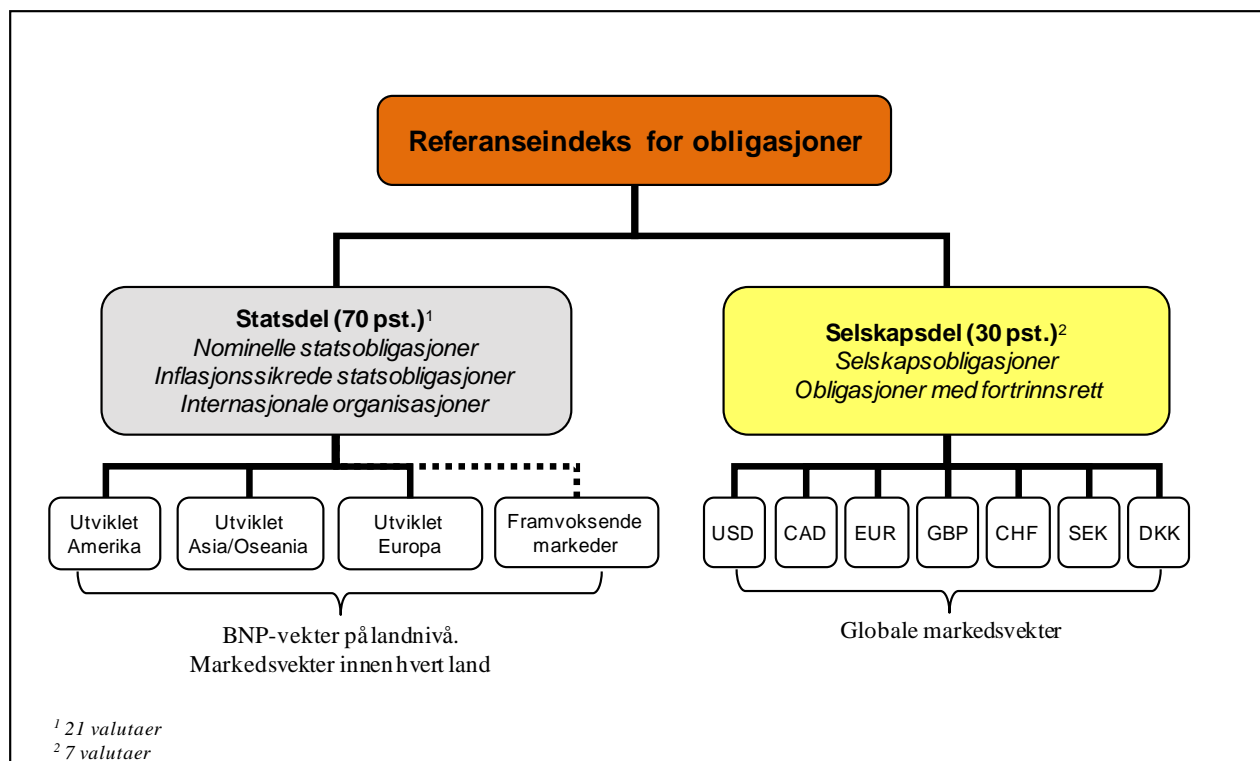 Referanseindeks for obligasjoner
Statsdel (70 pst.)¹
Nominelle statsobligasjoner
Inflasjonssikrede statsobligasjoner
Internasjonale organisasjoner
Selskapsdel (30 pst.)²
Selskapsobligasjoner
Obligasjoner med fortrinnsrett
Utviklet
Amerika
Utviklet
Asia/Oseania
Utviklet
Europa
Framvoksende
markeder
USD
CAD
EUR
GBP
CHF
SEK
DKK
BNP-vekter på landnivå.
Markedsvekter innen hvert land
Globale markedsvekter
¹ 21 valutaer
² 7 valutaer